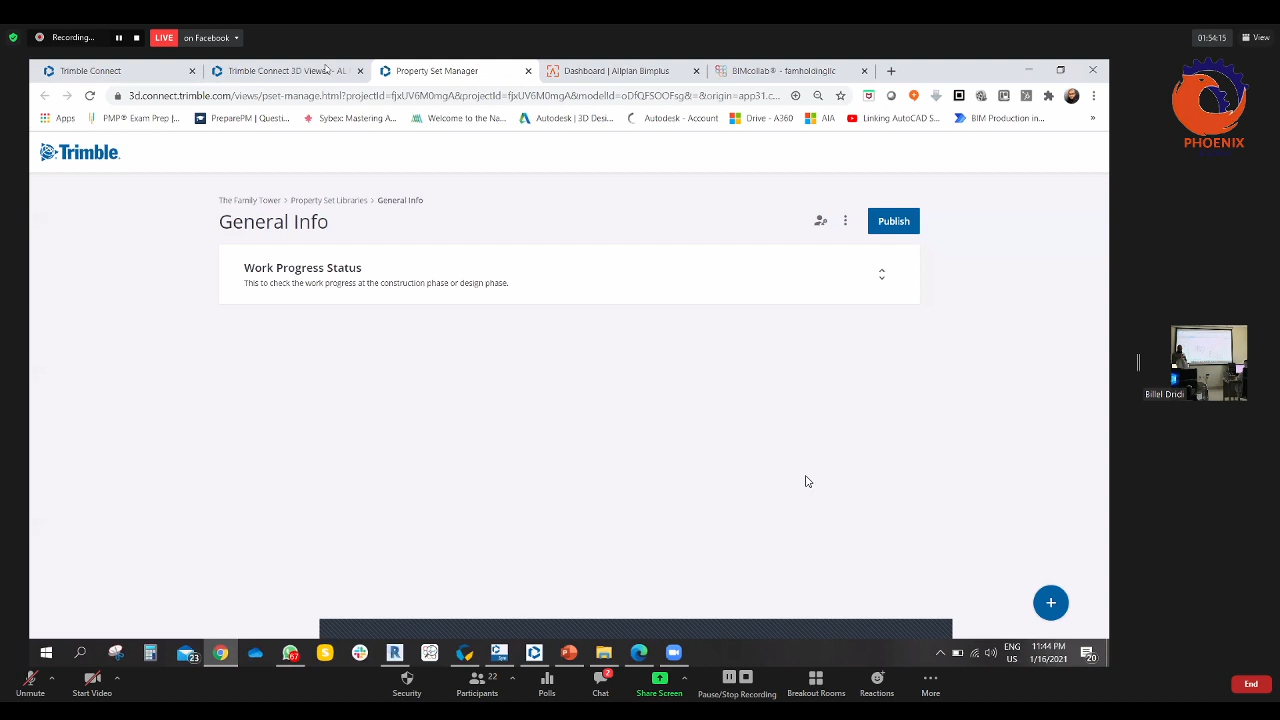 Recording...
LIVE
on Facebook
01:54:15
View
Trimble Connect
Trimble Connect 3D Viewer - AL
Property Set Manager
Dashboard | Allplan Bimplus
BIMcollab® - famholdingllc
3d.connect.trimble.com/views/pset-manage.html?projectId=fjxUV6M0mgA&projectId=fjxUV6M0mgA&modelId=oDfQFSOOFsg&=&origin=app31.c...
Apps
PMP® Exam Prep |...
PreparePM | Questi...
Sybex: Mastering A...
Welcome to the Na...
Autodesk | 3D Desi...
Autodesk - Account
Drive - A360
AIA
Linking AutoCAD S...
BIM Production in...
»
PHOENIX
Trimble.
The Family Tower > Property Set Libraries > General Info
General Info
Publish
Work Progress Status
This to check the work progress at the construction phase or design phase.
Billel Dridi
+
23
67
ENG
US
11:44 PM
1/16/2021
20
Unmute
Start Video
Security
Participants
22
Polls
Chat
2
Share Screen
Pause/Stop Recording
Breakout Rooms
Reactions
More
End